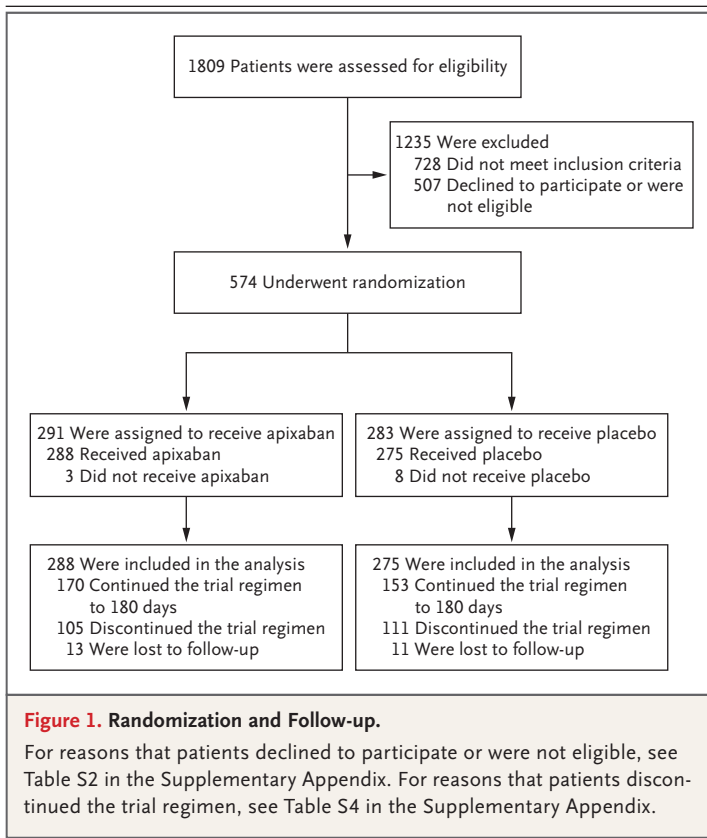 1809 Patients were assessed for eligibility
1235 Were excluded
728 Did not meet inclusion criteria
507 Declined to participate or were
not eligible
574 Underwent randomization
291 Were assigned to receive apixaban
288 Received apixaban
3 Did not receive apixaban
283 Were assigned to receive placebo
275 Received placebo
8 Did not receive placebo
288 Were included in the analysis
170 Continued the trial regimen
to 180 days
105 Discontinued the trial regimen
13 Were lost to follow-up
275 Were included in the analysis
153 Continued the trial regimen
to 180 days
111 Discontinued the trial regimen
11 Were lost to follow-up
Figure 1. Randomization and Follow-up.
For reasons that patients declined to participate or were not eligible, see
Table S2 in the Supplementary Appendix. For reasons that patients discon-
tinued the trial regimen, see Table S4 in the Supplementary Appendix.